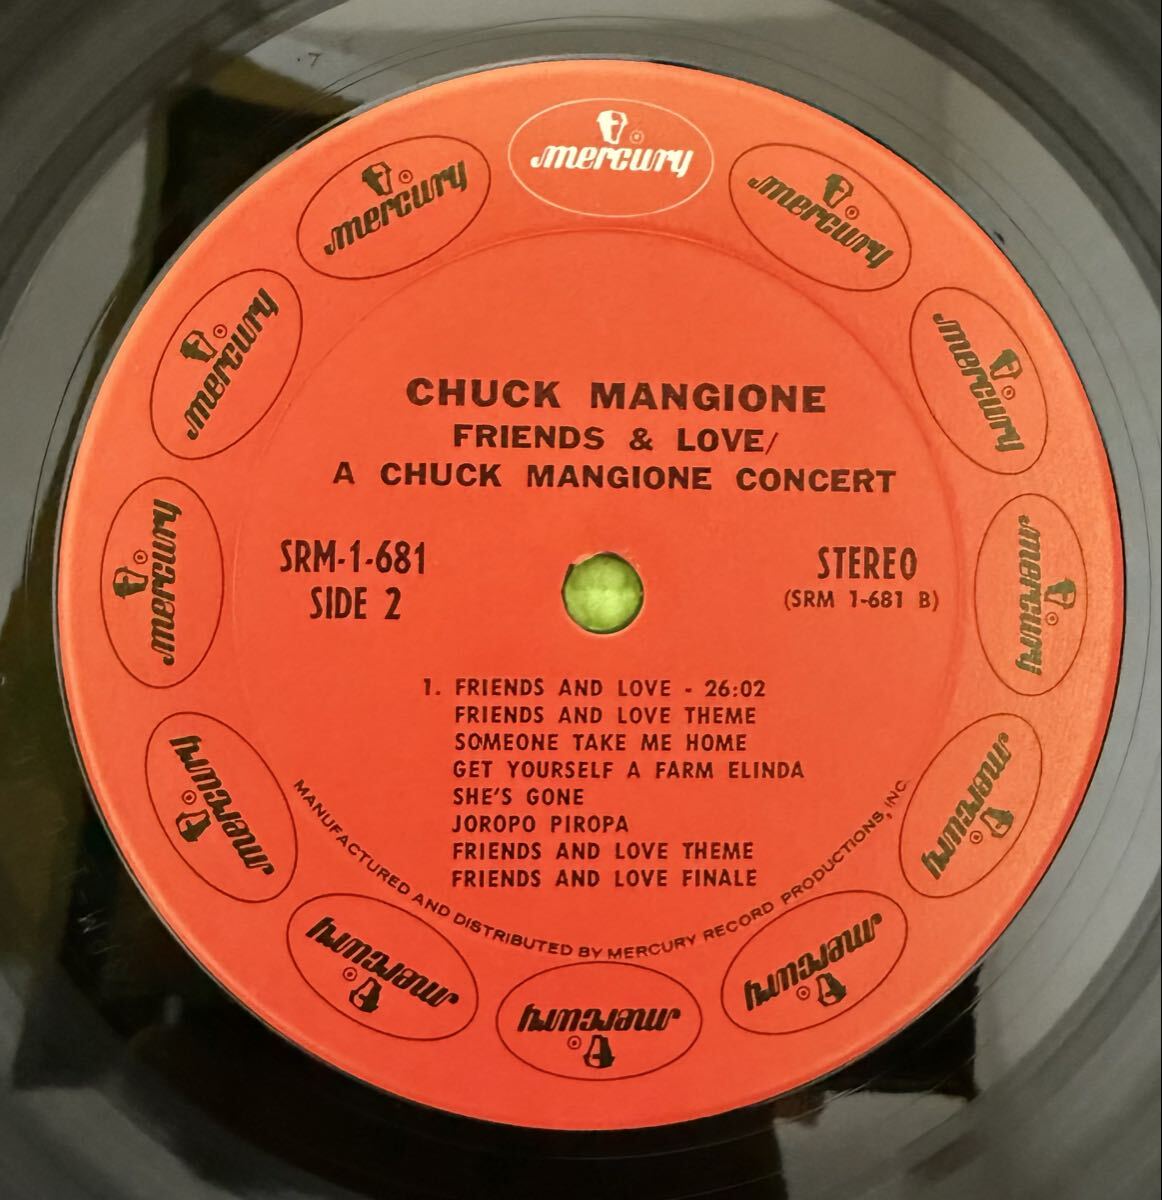 mercury
mercury
mercury
mercury
mercury
mercury
mercury
mercury
mercury
mercury
mercury
mercury
CHUCK MANGIONE
FRIENDS & LOVE/
A CHUCK MANGIONE CONCERT
SRM-1-681
SIDE 2
STEREO
(SRM 1-681 B)
1. FRIENDS AND LOVE - 26:02
FRIENDS AND LOVE THEME
SOMEONE TAKE ME HOME
GET YOURSELF A FARM ELINDA
SHE'S GONE
JOROPO PIROPA
FRIENDS AND LOVE THEME
FRIENDS AND LOVE FINALE
MANUFACTURED AND DISTRIBUTED BY MERCURY RECORD PRODUCTIONS, INC.